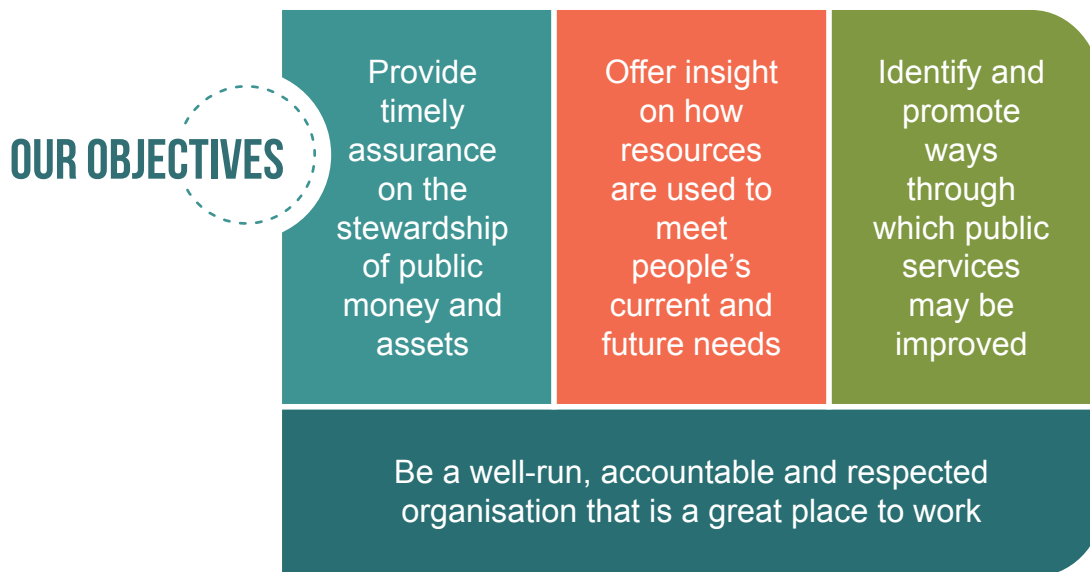 OUR OBJECTIVES
Provide
timely
assurance
on the
stewardship
of public
money and
assets
Offer insight
on how
resources
are used to
meet
people’s
current and
future needs
Identify and
promote
ways
through
which public
services
may be
improved
Be a well-run, accountable and respected
organisation that is a great place to work